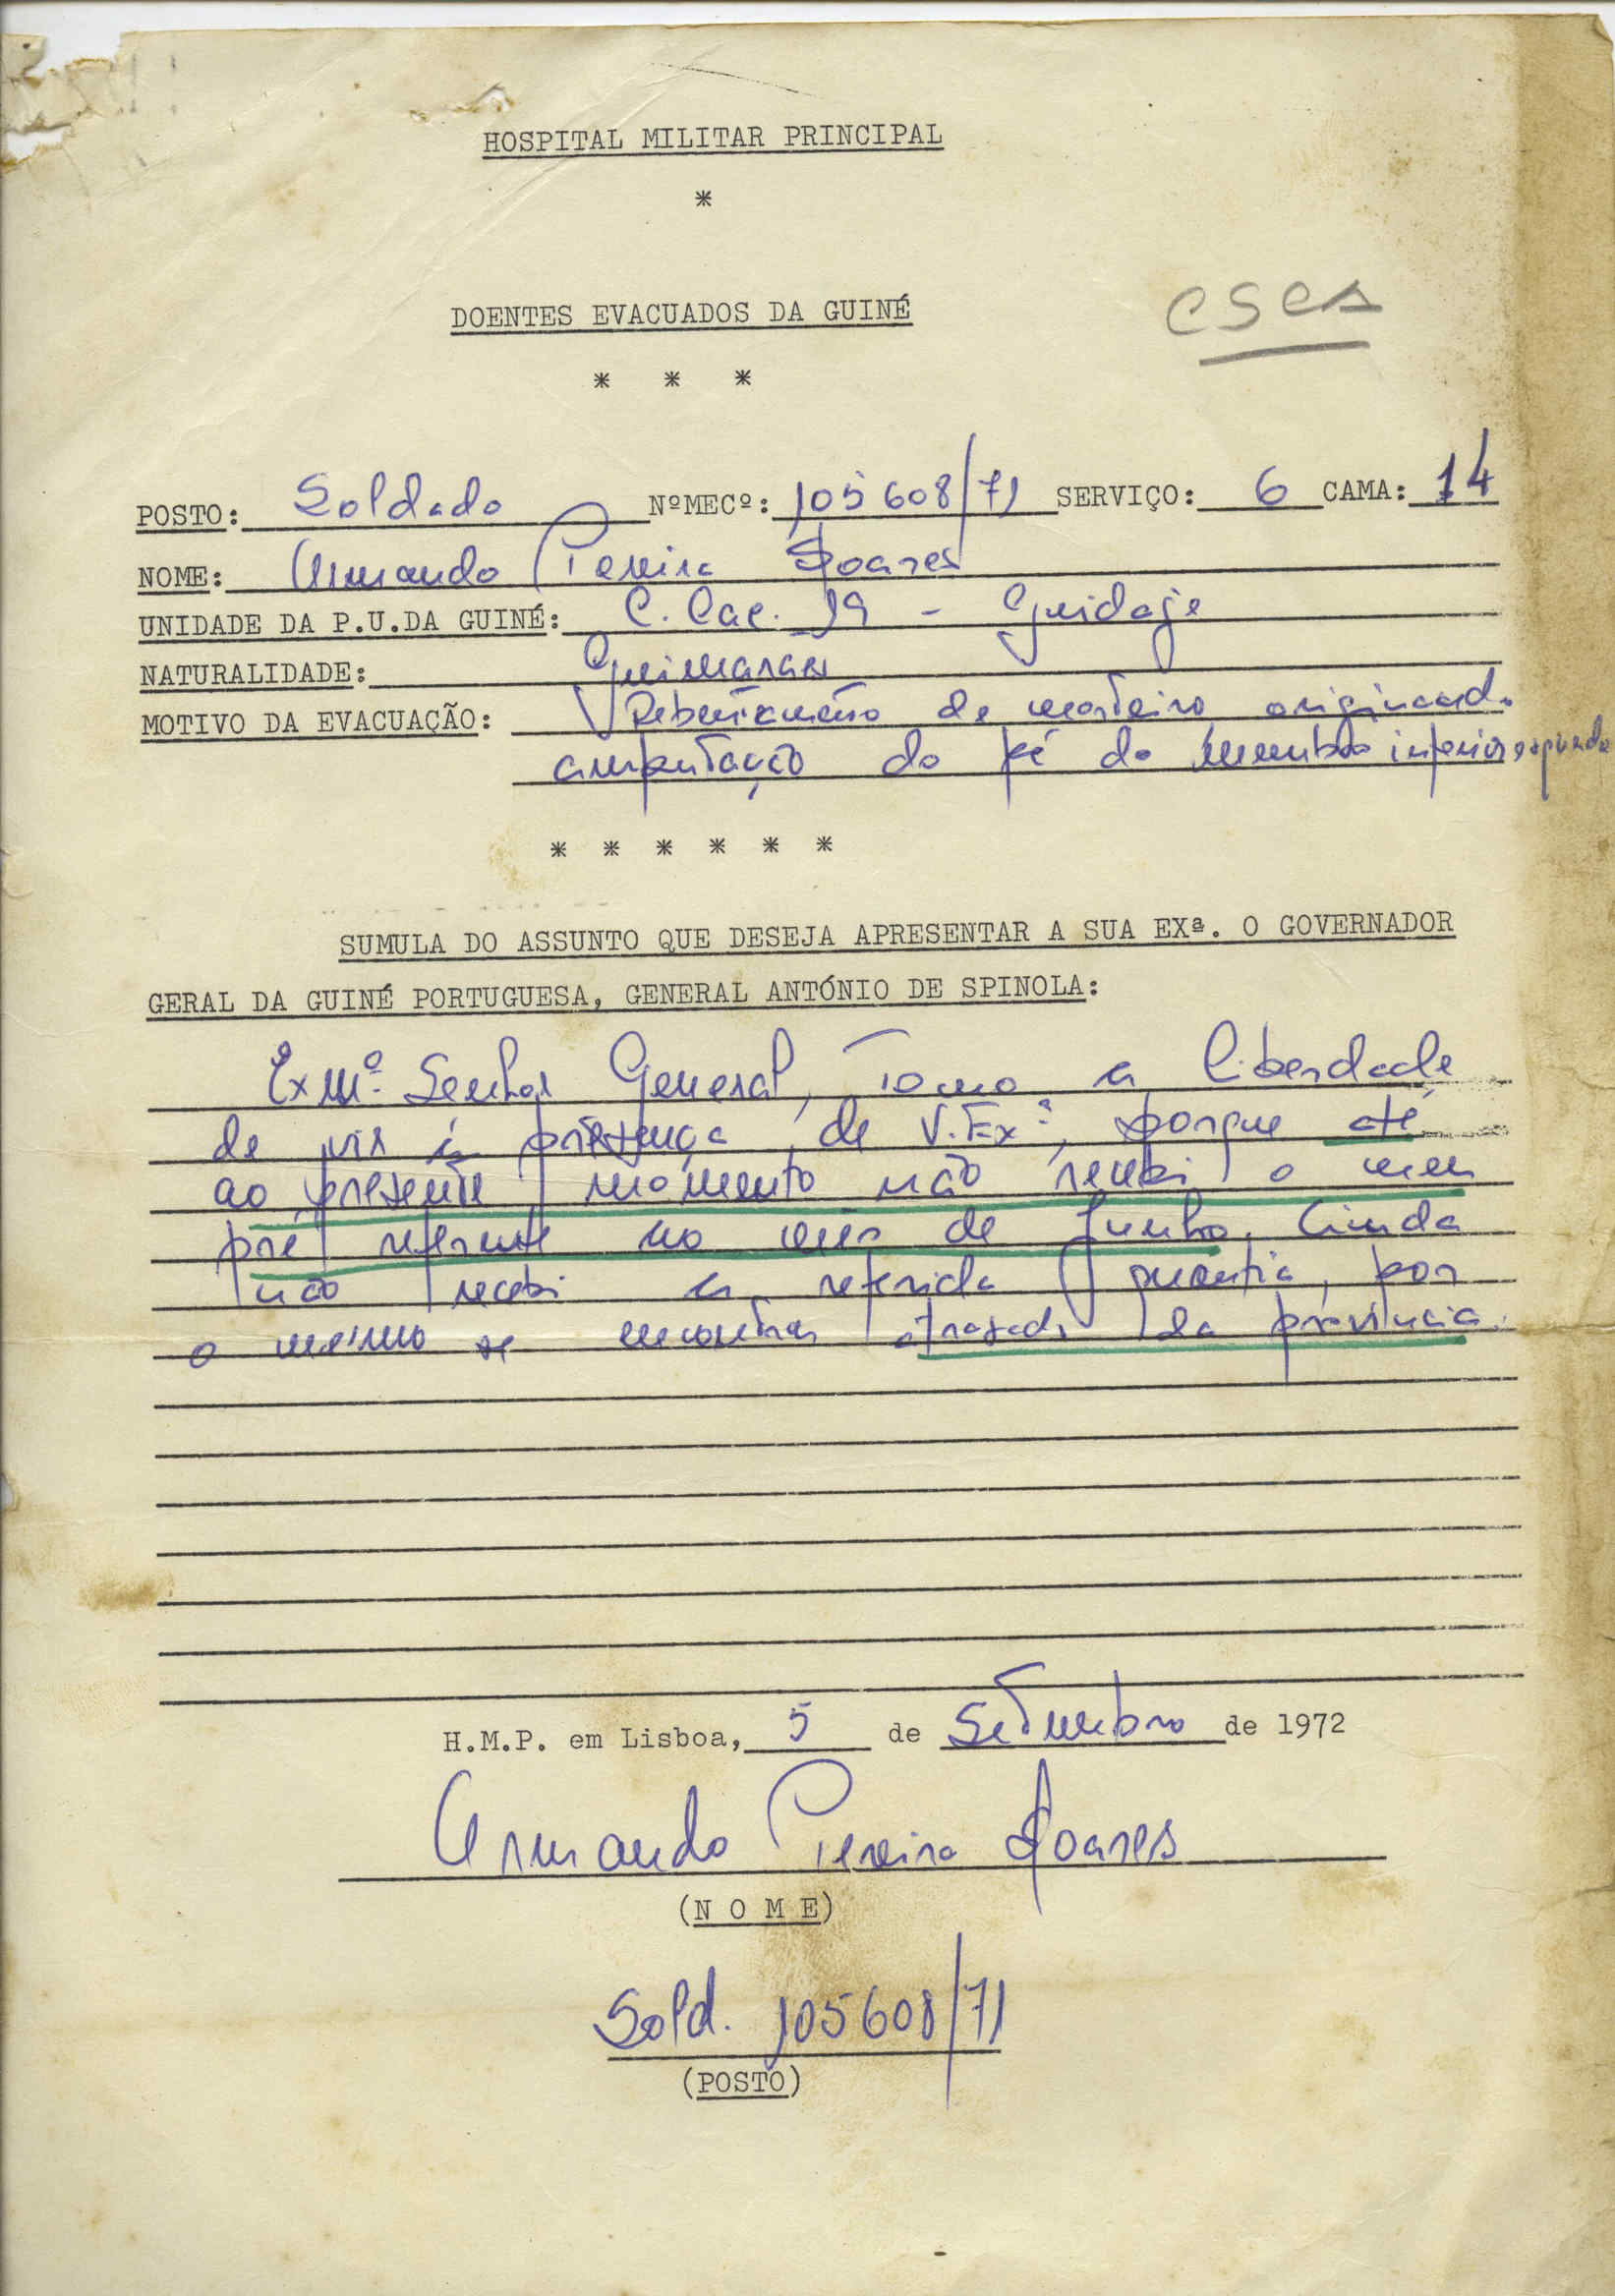 HOSPITAL MILITAR PRINCIPAL
*
DOENTES EVACUADOS DA GUINÉ
* * *
POSTO: Soldado NºMECº: 105608/71 SERVIÇO: 6 CAMA: 14
NOME: Armando Pereira Soares
UNIDADE DA P.U.DA GUINÉ: C. Caç. 19 - Guidaje
NATURALIDADE: Guimarães
MOTIVO DA EVACUAÇÃO: Rebentamento de morteiro originando
amputação do pé do membro inferior esquerdo
* * * * * *
SUMULA DO ASSUNTO QUE DESEJA APRESENTAR A SUA EXª. O GOVERNADOR
GERAL DA GUINÉ PORTUGUESA, GENERAL ANTÓNIO DE SPINOLA:
Exmº. Senhor General, Tomo a liberdade
de vir à presença de V. Exª, porque até
ao presente momento não recebi o meu
pré referente ao mês de Junho. Ainda
não recebi a referida quantia, por
o mesmo se encontrar atrasado da província.
H.M.P. em Lisboa, 5 de Setembro de 1972
Armando Pereira Soares
(N O M E)
Sold. 105608/71
(POSTO)